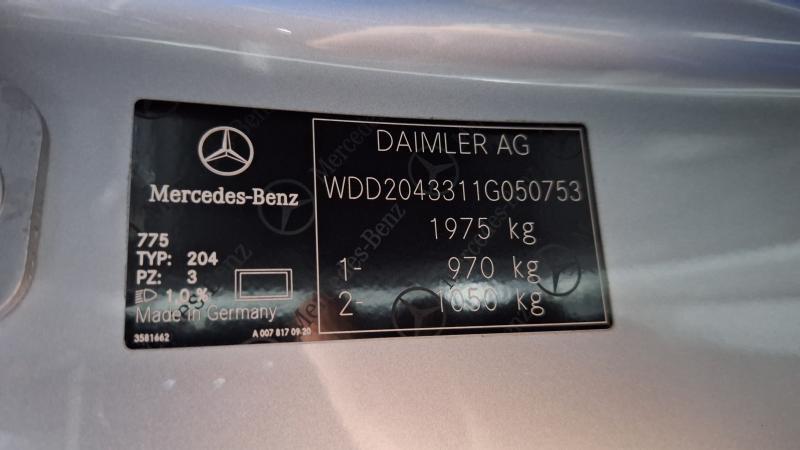 Mercedes-Benz
775
TYP: 204
PZ: 3
1,0 %
Made in Germany
3581662
A 007 817 09 20
DAIMLER AG
WDD2043311G050753
1975 kg
1- 970 kg
2- 1050 kg